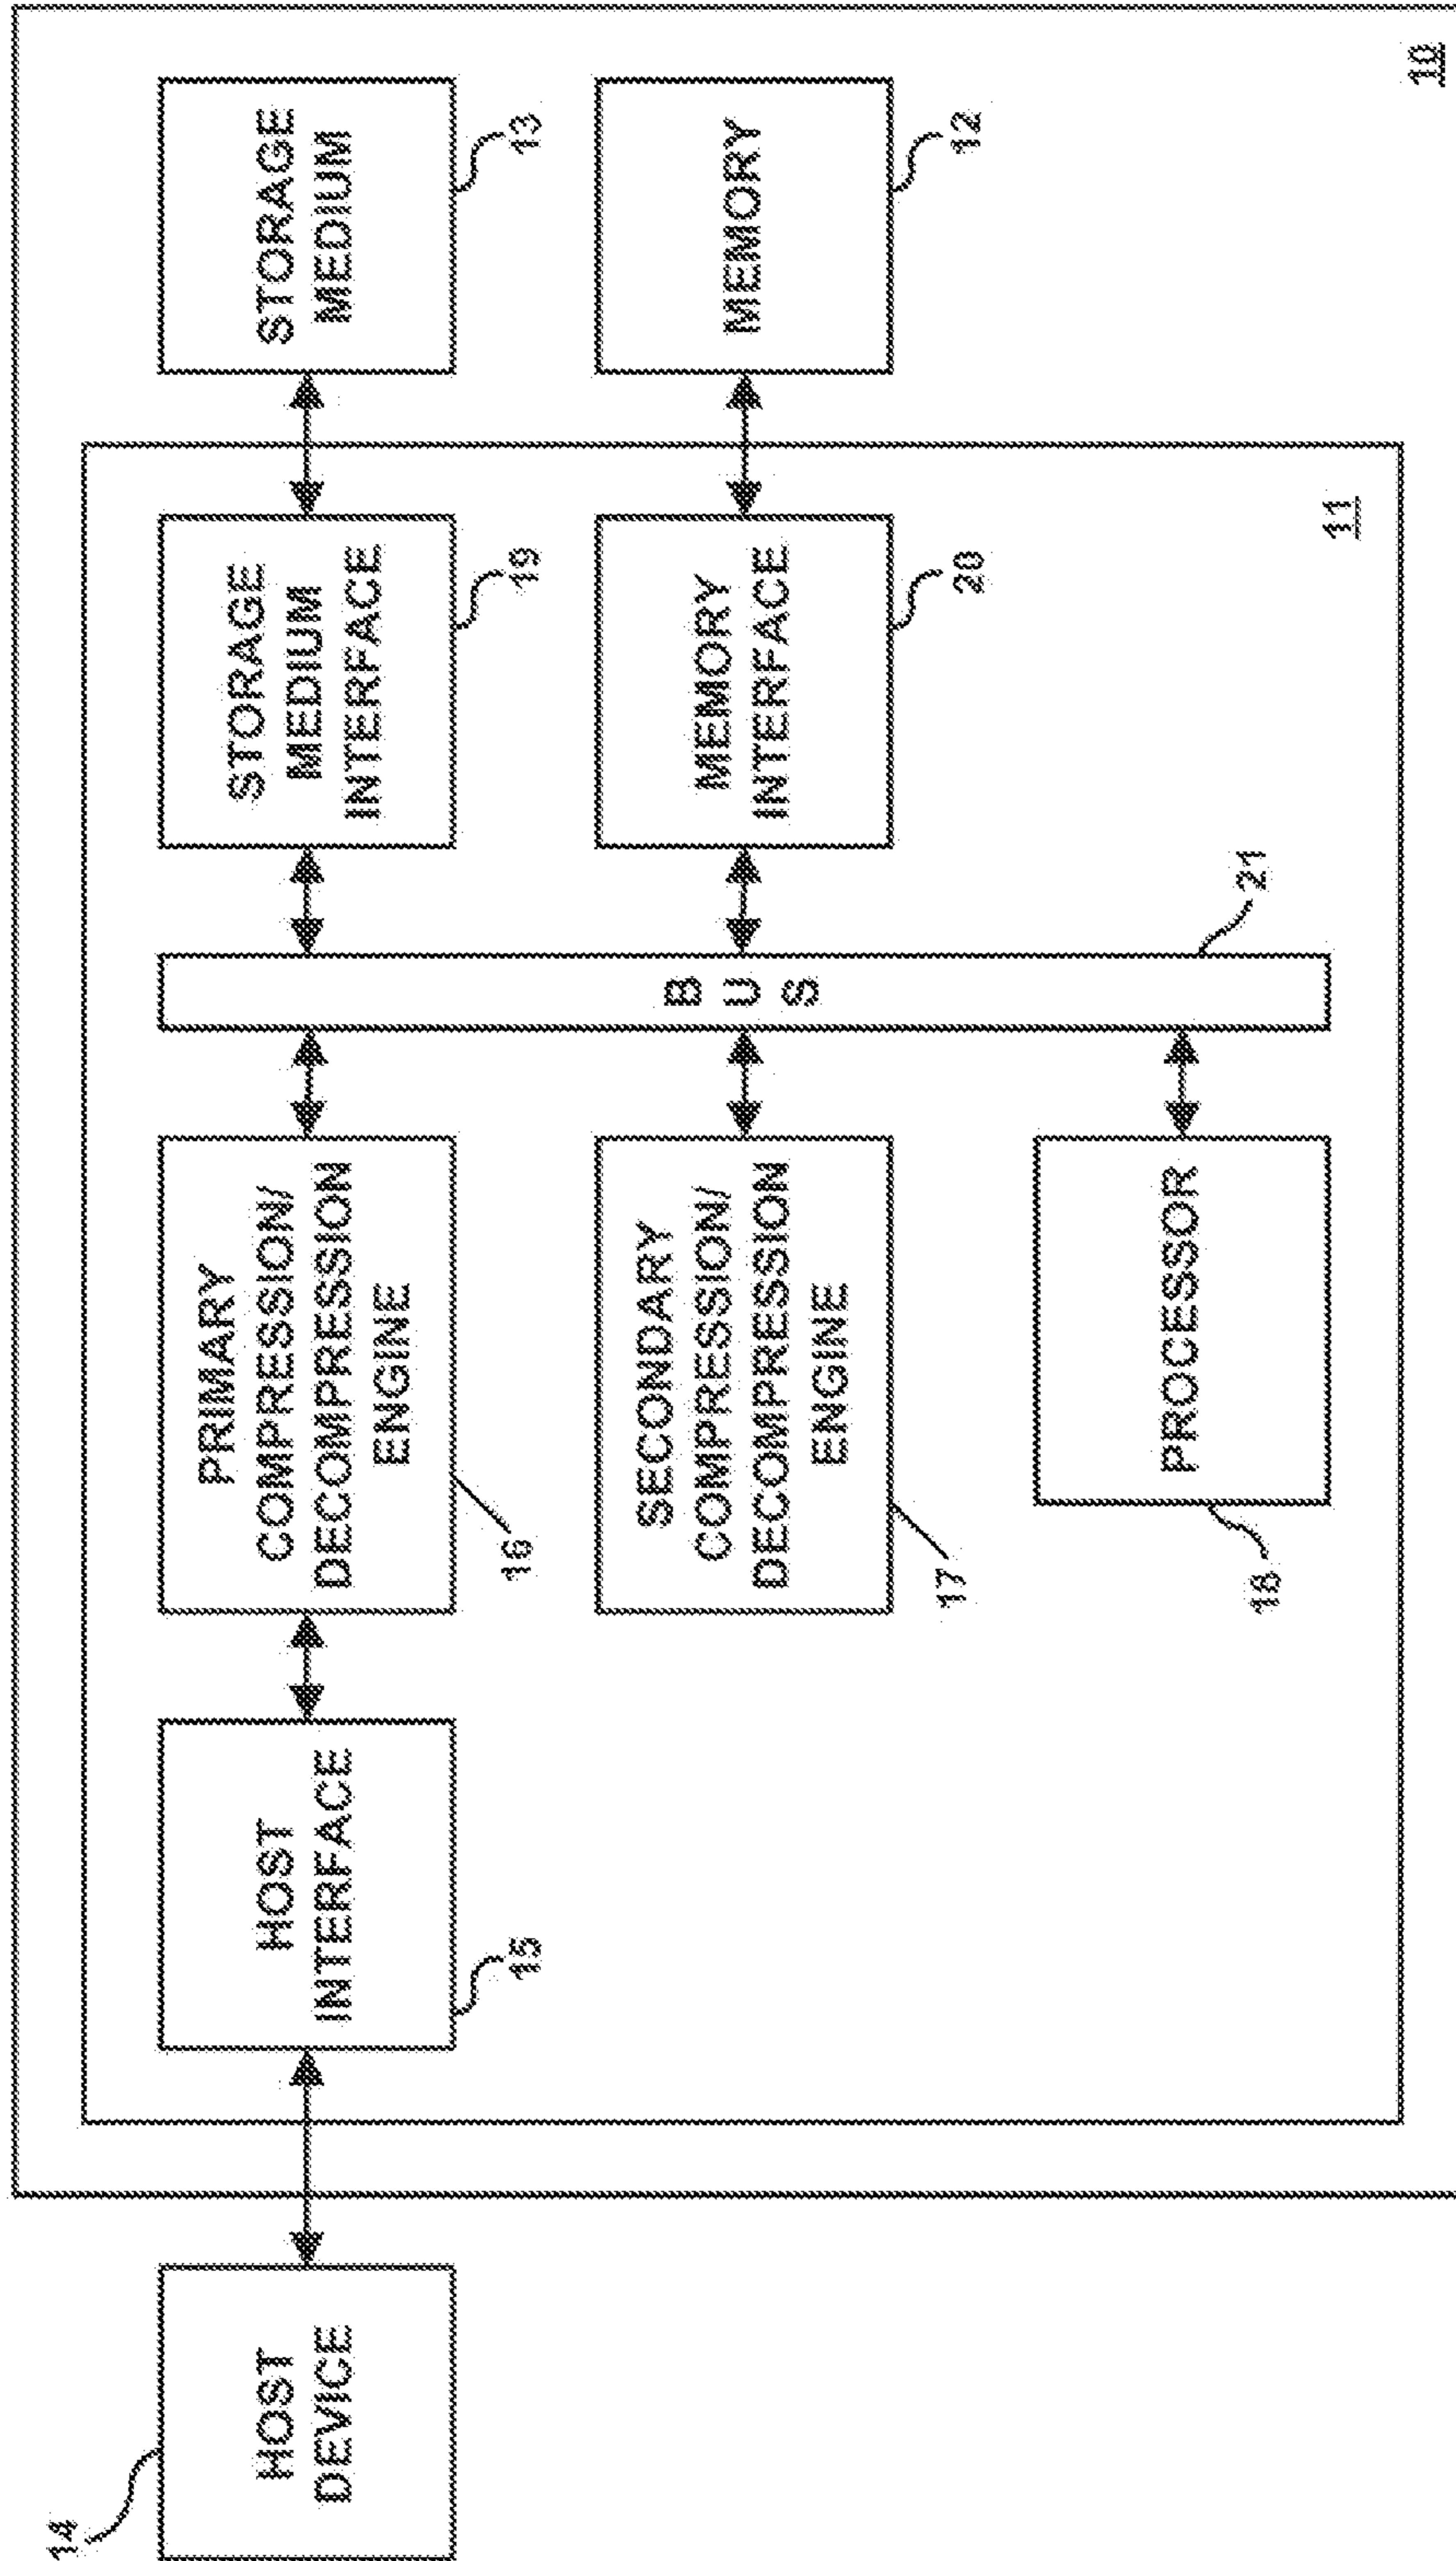 14
HOST
DEVICE
HOST
INTERFACE
15
PRIMARY
COMPRESSION/
DECOMPRESSION
ENGINE
16
STORAGE
MEDIUM
INTERFACE
19
STORAGE
MEDIUM
13
SECONDARY
COMPRESSION/
DECOMPRESSION
ENGINE
17
B
U
S
MEMORY
INTERFACE
20
MEMORY
12
PROCESSOR
18
21
11
10